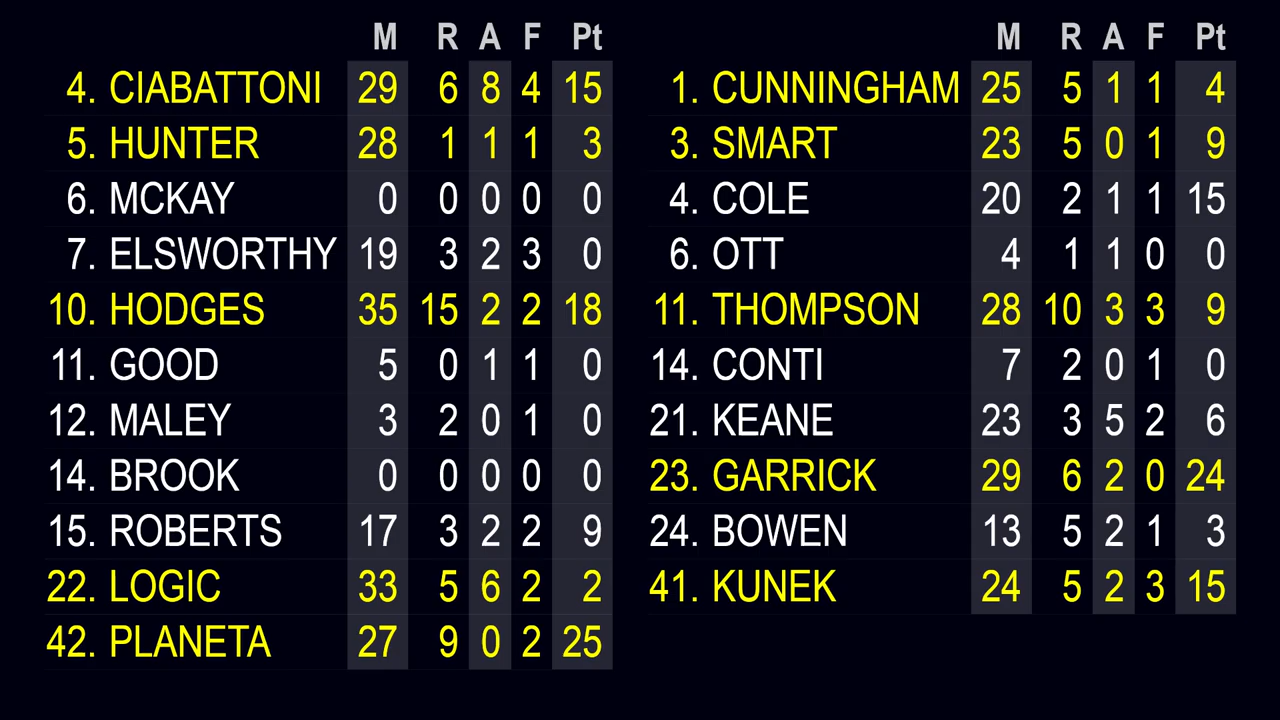 M R A F Pt
4. CIABATTONI 29 6 8 4 15
5. HUNTER 28 1 1 1 3
6. MCKAY 0 0 0 0 0
7. ELSWORTHY 19 3 2 3 0
10. HODGES 35 15 2 2 18
11. GOOD 5 0 1 1 0
12. MALEY 3 2 0 1 0
14. BROOK 0 0 0 0 0
15. ROBERTS 17 3 2 2 9
22. LOGIC 33 5 6 2 2
42. PLANETA 27 9 0 2 25
M R A F Pt
1. CUNNINGHAM 25 5 1 1 4
3. SMART 23 5 0 1 9
4. COLE 20 2 1 1 15
6. OTT 4 1 1 0 0
11. THOMPSON 28 10 3 3 9
14. CONTI 7 2 0 1 0
21. KEANE 23 3 5 2 6
23. GARRICK 29 6 2 0 24
24. BOWEN 13 5 2 1 3
41. KUNEK 24 5 2 3 15